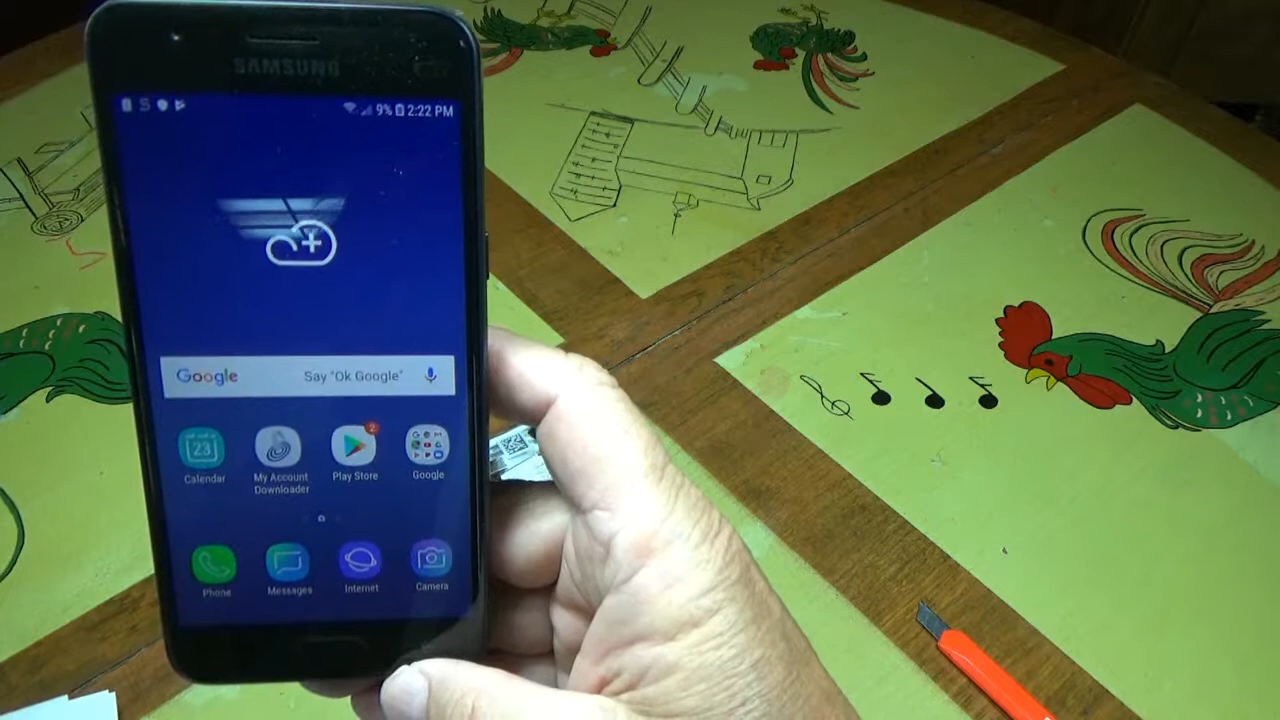 SAMSUNG
9% 2:22 PM
Google Say "Ok Google"
23
2
Calendar
My Account
Downloader
Play Store
Google
Phone
Messages
Internet
Camera